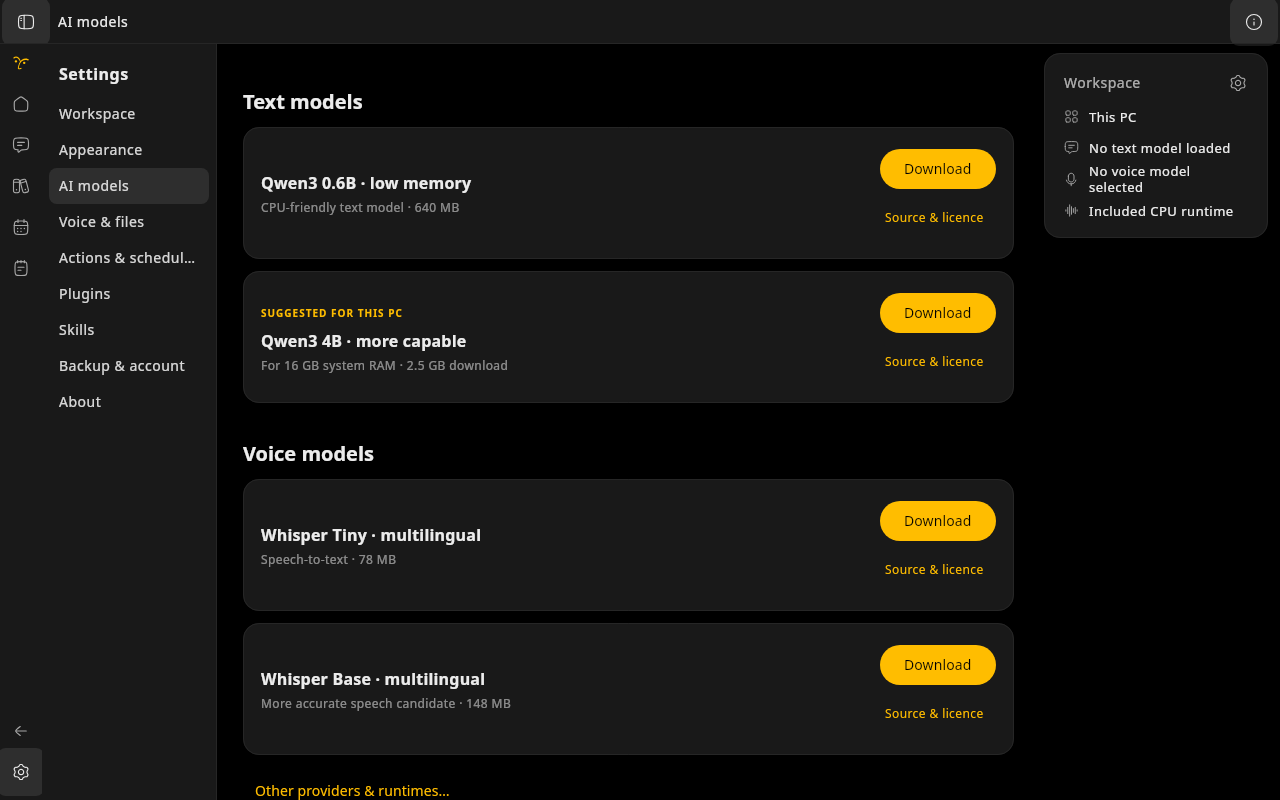 AI models
Settings
Workspace
Appearance
AI models
Voice & files
Actions & schedul...
Plugins
Skills
Backup & account
About
Text models
Qwen3 0.6B · low memory
CPU-friendly text model · 640 MB
Download
Source & licence
SUGGESTED FOR THIS PC
Qwen3 4B · more capable
For 16 GB system RAM · 2.5 GB download
Download
Source & licence
Voice models
Whisper Tiny · multilingual
Speech-to-text · 78 MB
Download
Source & licence
Whisper Base · multilingual
More accurate speech candidate · 148 MB
Download
Source & licence
Other providers & runtimes...
Workspace
This PC
No text model loaded
No voice model
selected
Included CPU runtime